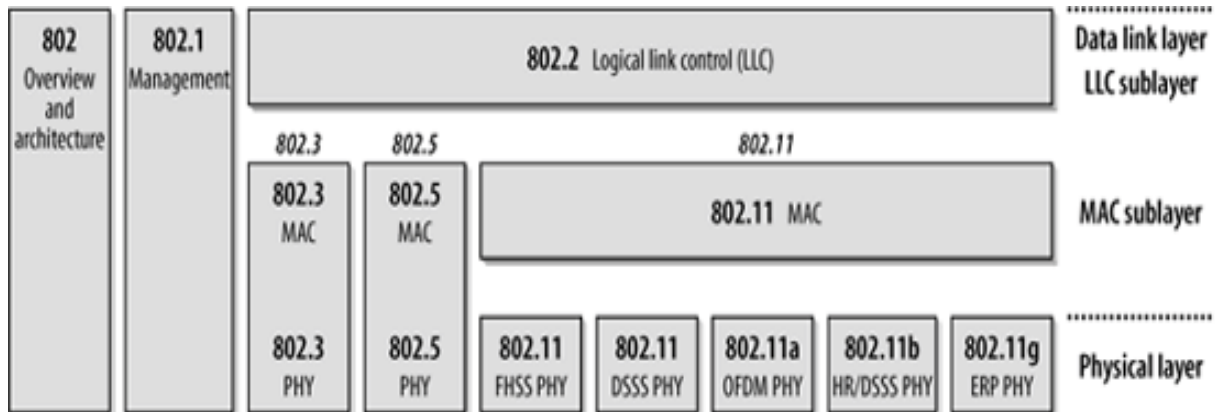 802
Overview
and
architecture
802.1
Management
802.2 Logical link control (LLC)
Data link layer
LLC sublayer
802.3
802.5
802.11
802.3
MAC
802.5
MAC
802.11 MAC
MAC sublayer
802.3
PHY
802.5
PHY
802.11
FHSS PHY
802.11
DSSS PHY
802.11a
OFDM PHY
802.11b
HR/DSSS PHY
802.11g
ERP PHY
Physical layer